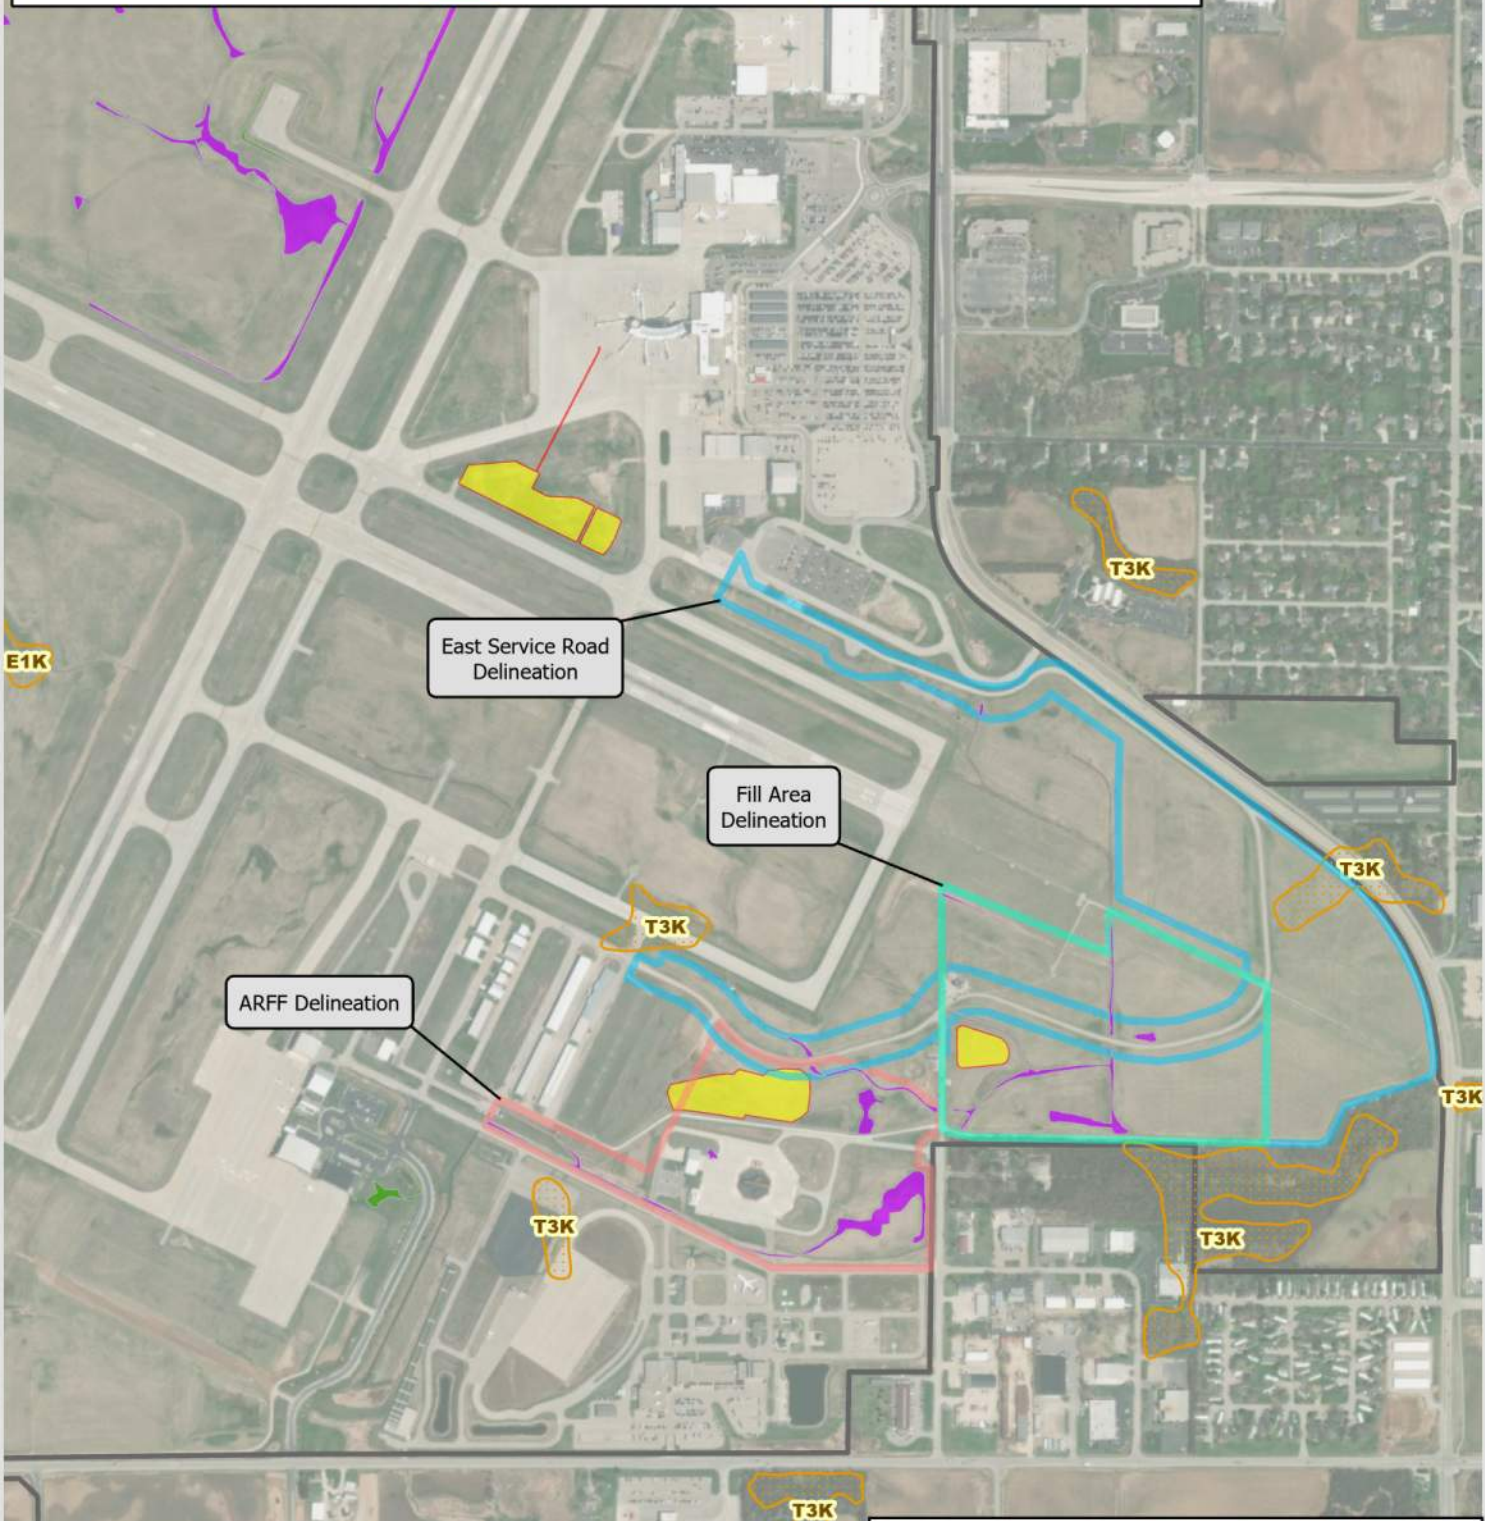 T3K
East Service Road
Delineation
E1K
Fill Area
Delineation
T3K
T3K
ARFF Delineation
T3K
T3K
T3K
T3K